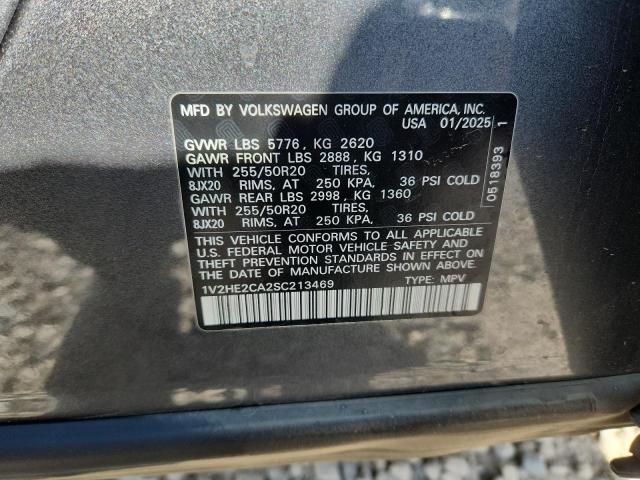 MFD BY VOLKSWAGEN GROUP OF AMERICA, INC.
USA 01/2025
GVWR LBS 5776, KG 2620
GAWR FRONT LBS 2888, KG 1310
WITH 255/50R20 TIRES,
8JX20 RIMS, AT 250 KPA, 36 PSI COLD
GAWR REAR LBS 2998, KG 1360
WITH 255/50R20 TIRES,
8JX20 RIMS, AT 250 KPA, 36 PSI COLD
THIS VEHICLE CONFORMS TO ALL APPLICABLE
U.S. FEDERAL MOTOR VEHICLE SAFETY AND
THEFT PREVENTION STANDARDS IN EFFECT ON
THE DATE OF MANUFACTURE SHOWN ABOVE.
1V2HE2CA2SC213469 TYPE: MPV
0518393 1